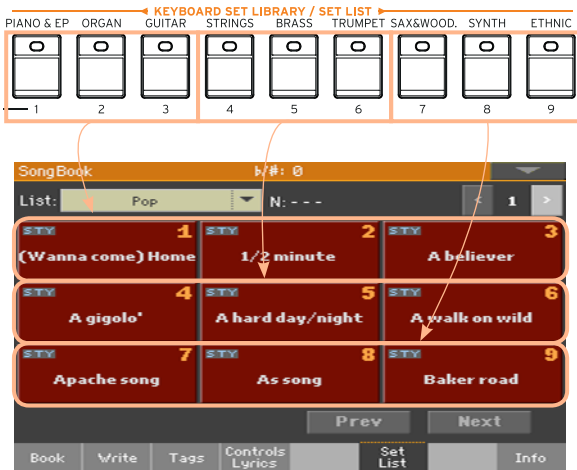 KEYBOARD SET LIBRARY / SET LIST
PIANO & EP ORGAN GUITAR STRINGS BRASS TRUMPET SAX&WOOD. SYNTH ETHNIC
1 2 3 4 5 6 7 8 9
SongBook b/#: 0
List: Pop N:--- < 1 >
STY 1 STY 2 STY 3
(Wanna come) Home 1/2 minute A believer
STY 4 STY 5 STY 6
A gigolo' A hard day/night A walk on wild
STY 7 STY 8 STY 9
Apache song As song Baker road
Prev Next
Book Write Tags Controls Lyrics Set List Info